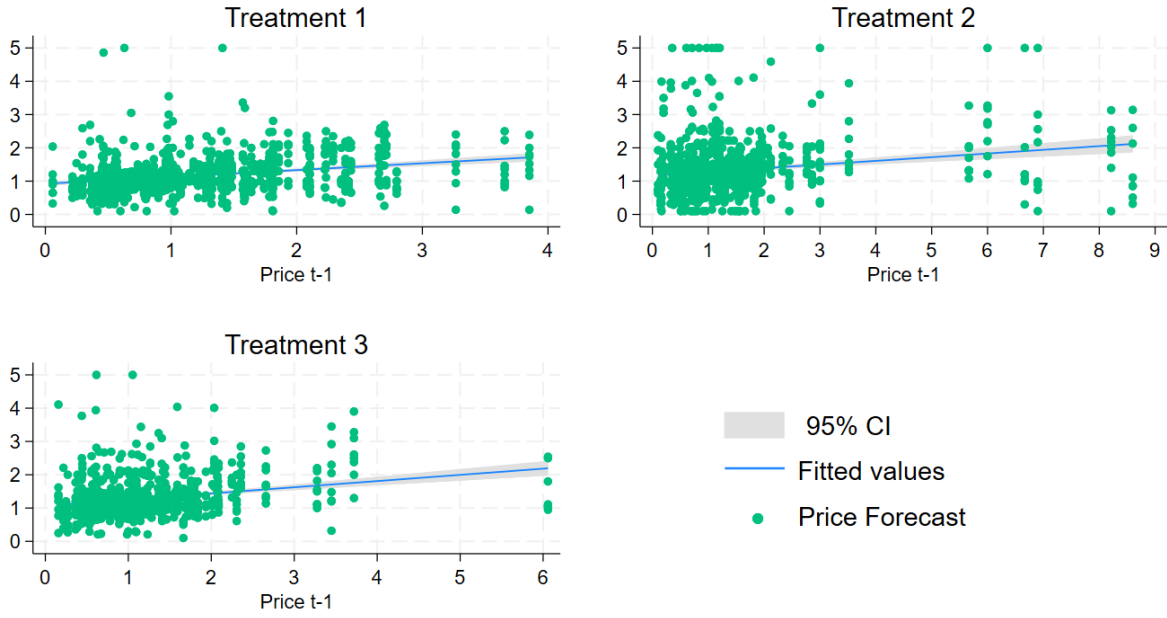 Treatment 1
5
4
3
2
1
0
0 1 2 3 4
Price t-1
Treatment 2
5
4
3
2
1
0
0 1 2 3 4 5 6 7 8 9
Price t-1
Treatment 3
5
4
3
2
1
0
0 1 2 3 4 5 6
Price t-1
95% CI
Fitted values
Price Forecast